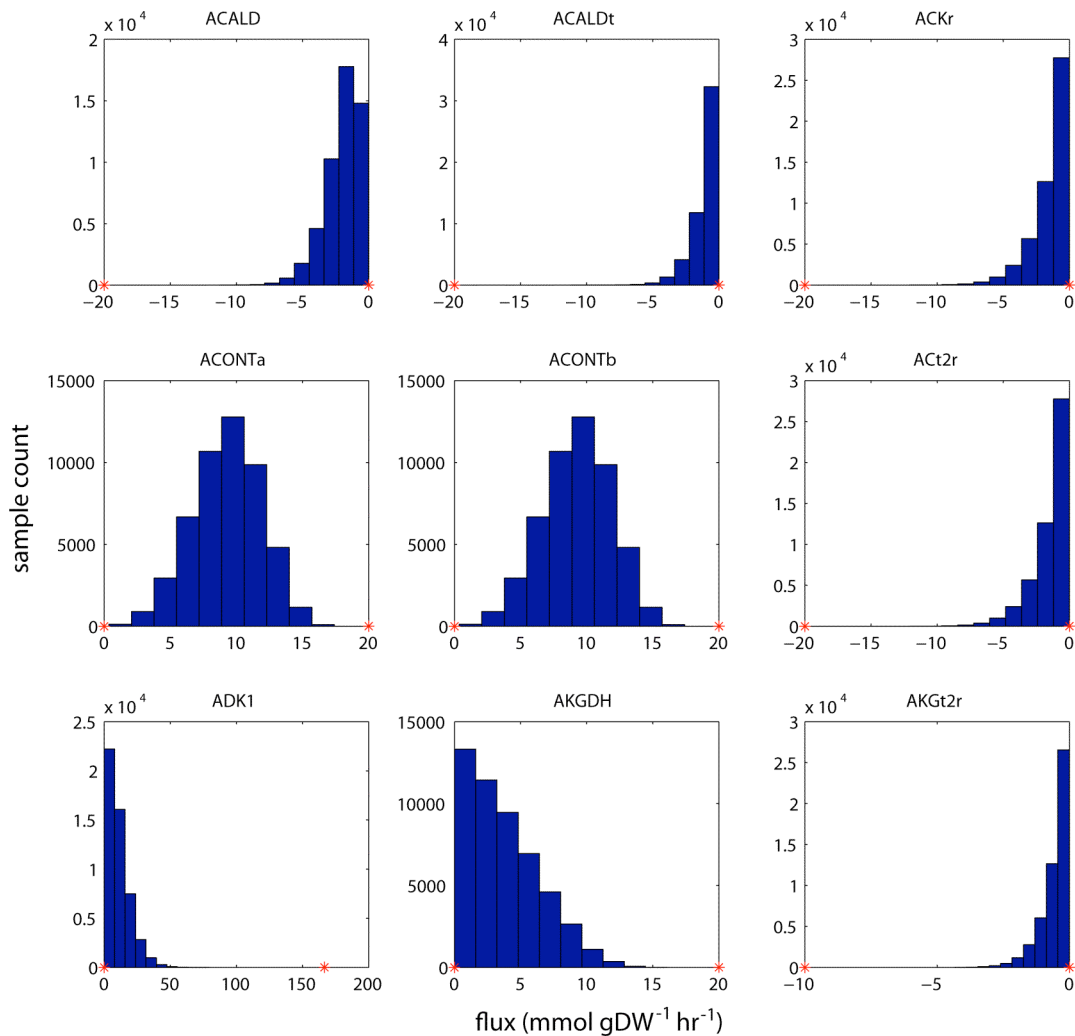 ACALD
x 10 4
2
1.5
1
0.5
0
−20 −15 −10 −5 0
ACALDt
x 10 4
4
3
2
1
0
−20 −15 −10 −5 0
ACKr
x 10 4
3
2.5
2
1.5
1
0.5
0
−20 −15 −10 −5 0
sample count
ACONTa
15000
10000
5000
0
0 5 10 15 20
ACONTb
15000
10000
5000
0
0 5 10 15 20
ACt2r
x 10 4
3
2.5
2
1.5
1
0.5
0
−20 −15 −10 −5 0
ADK1
x 10 4
2.5
2
1.5
1
0.5
0
0 50 100 150 200
AKGDH
15000
10000
5000
0
0 5 10 15 20
AKGt2r
x 10 4
3
2.5
2
1.5
1
0.5
0
−10 −5 0
flux (mmol gDW⁻¹ hr⁻¹)